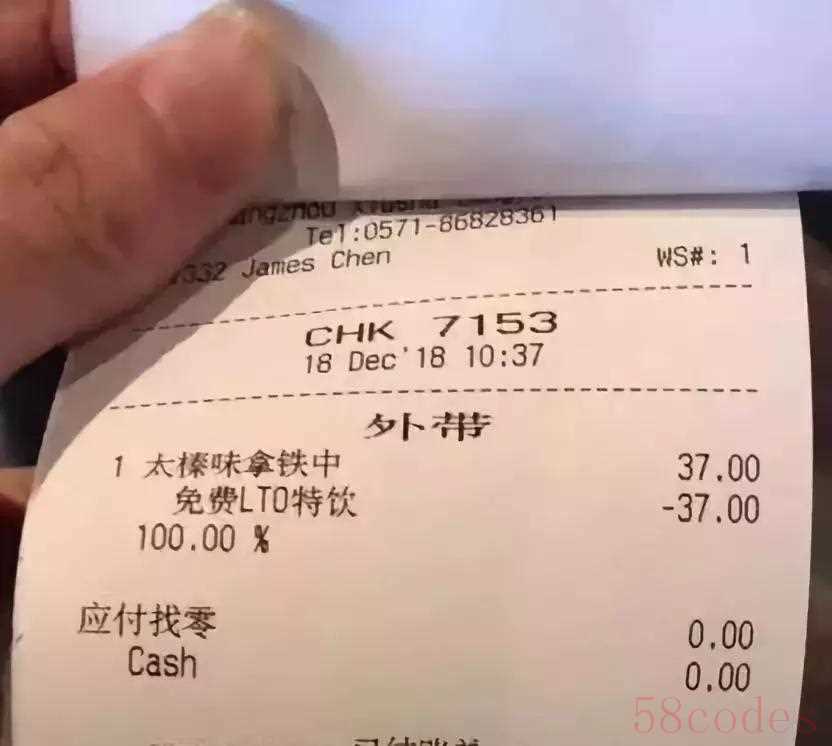 Tel:0571-86828361
332 James Chen
WS#: 1
CHK 7153
18 Dec'18 10:37
外带
1 太榛味拿铁中 37.00
免费LTO特饮 -37.00
100.00 %
应付找零 0.00
Cash 0.00
58codes